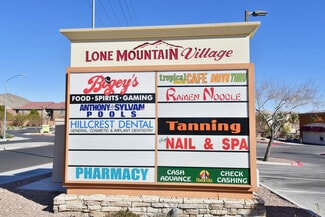 LONE MOUNTAIN Village
Bogey's
FOOD·SPIRITS·GAMING
ANTHONY & SYLVAN
POOLS
HILLCREST DENTAL
GENERAL, COSMETIC & IMPLANT DENTISTRY
PHARMACY
tropical CAFE DRIVE THRU
RAMEN NOODLE
Tanning
NAIL & SPA
CASH
ADVANCE
CHECK
CASHING